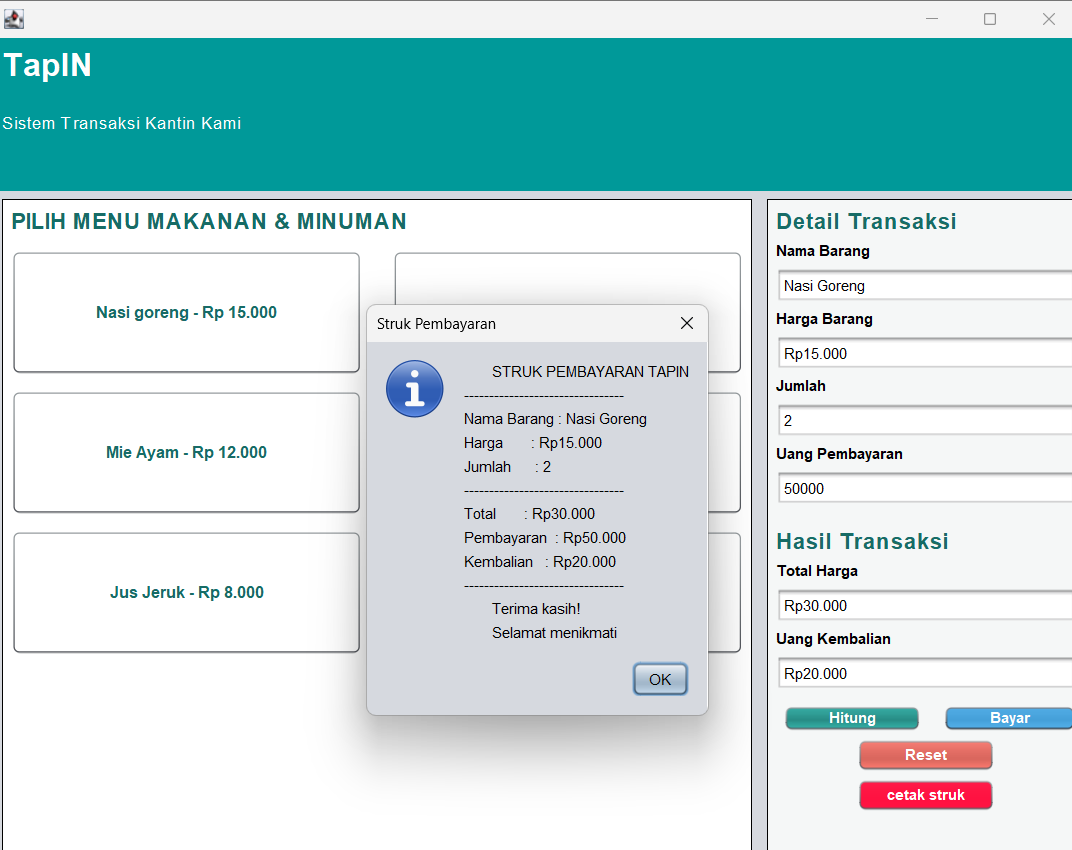 TapIN
Sistem Transaksi Kantin Kami
PILIH MENU MAKANAN & MINUMAN
Nasi goreng - Rp 15.000
Mie Ayam - Rp 12.000
Jus Jeruk - Rp 8.000
Struk Pembayaran
STRUK PEMBAYARAN TAPIN
--------------------------------
Nama Barang : Nasi Goreng
Harga : Rp15.000
Jumlah : 2
--------------------------------
Total : Rp30.000
Pembayaran : Rp50.000
Kembalian : Rp20.000
--------------------------------
Terima kasih!
Selamat menikmati
OK
Detail Transaksi
Nama Barang
Nasi Goreng
Harga Barang
Rp15.000
Jumlah
2
Uang Pembayaran
50000
Hasil Transaksi
Total Harga
Rp30.000
Uang Kembalian
Rp20.000
Hitung
Bayar
Reset
cetak struk